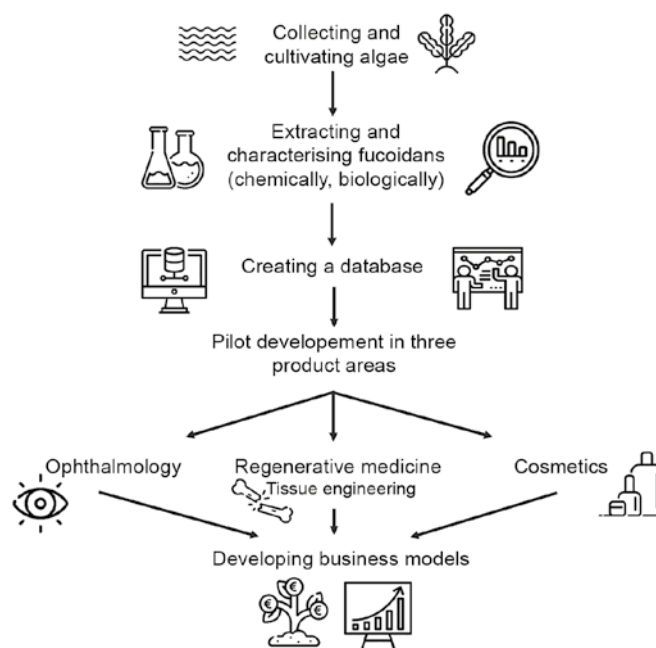 Collecting and
cultivating algae
Extracting and
characterising fucoidans
(chemically, biologically)
Creating a database
Pilot developement in three
product areas
Ophthalmology
Regenerative medicine
Tissue engineering
Cosmetics
Developing business models
€
€
€